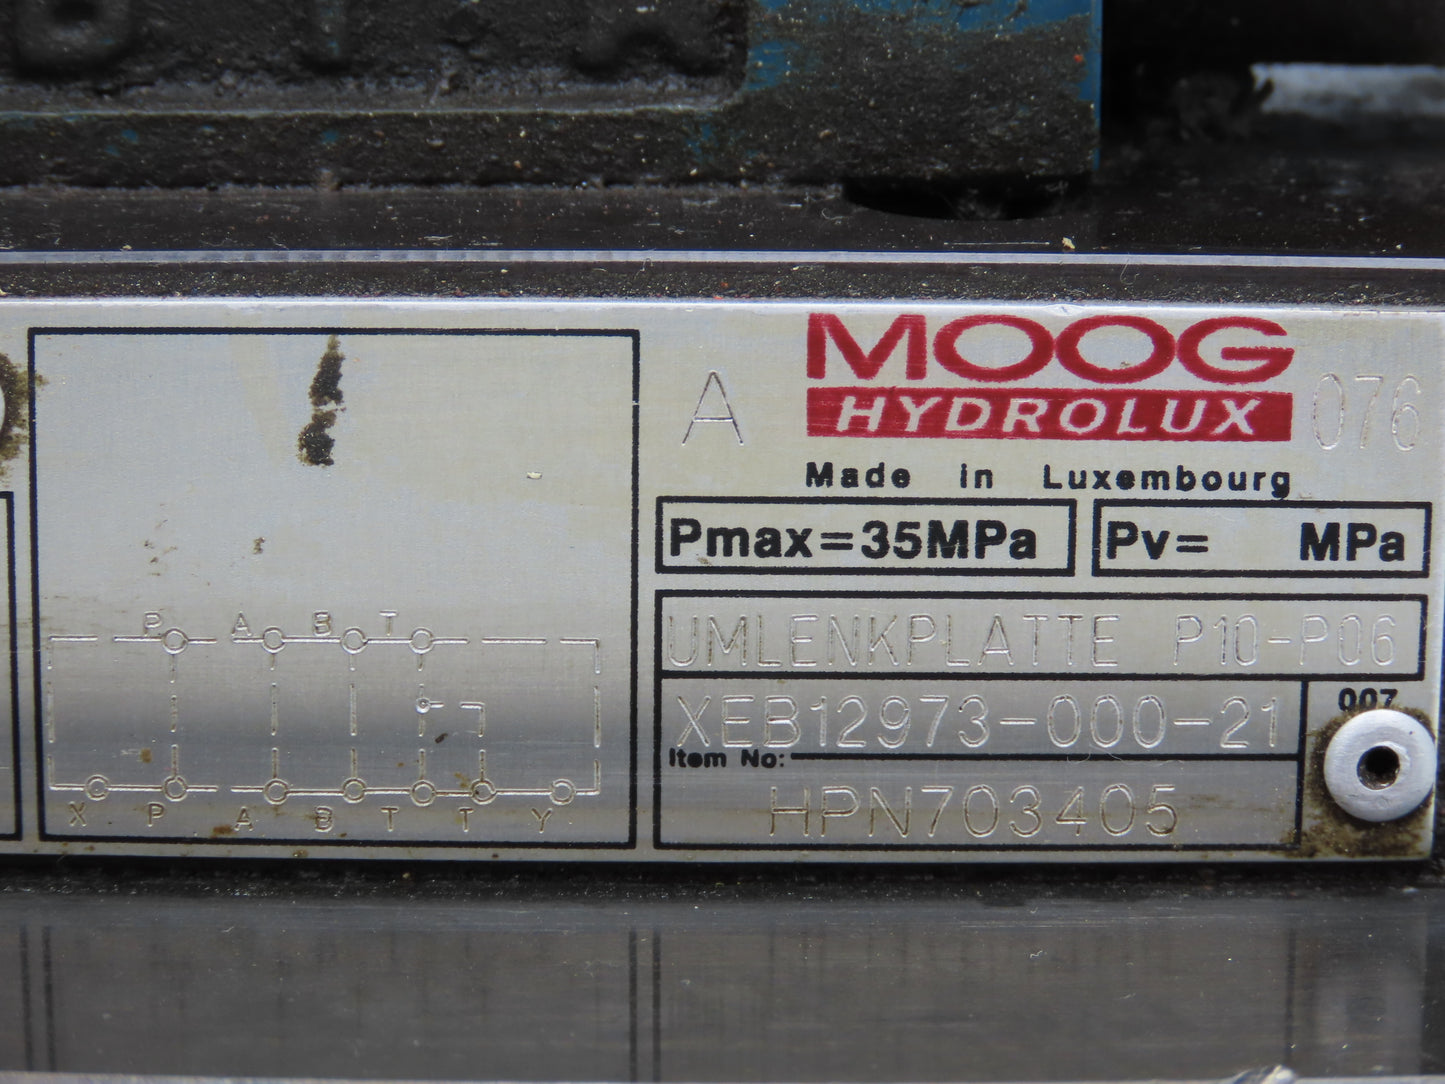 A MOOG 076
HYDROLUX
Made in Luxembourg
Pmax=35MPa Pv= MPa
UMLENKPLATTE P10-P06
XEB12973-000-21 007
Item No:
HPN703405
P A B T
X P A B T T Y